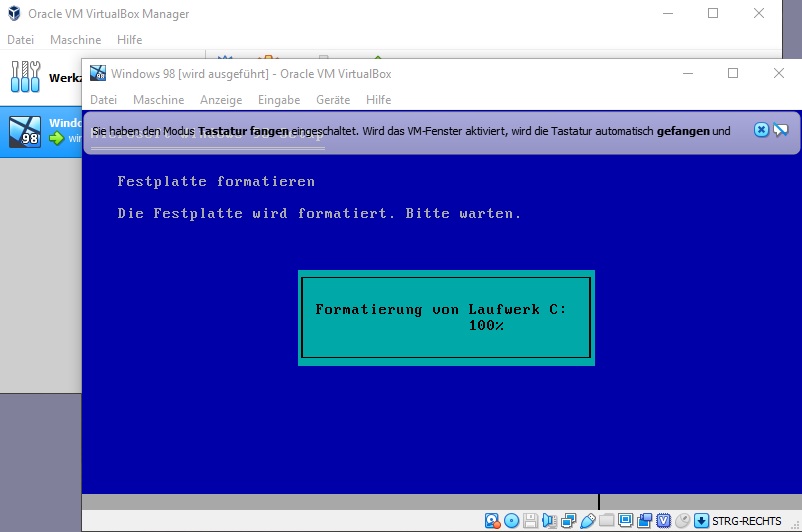 Oracle VM VirtualBox Manager
Datei Maschine Hilfe
Werkz
Windows 98 [wird ausgeführt] - Oracle VM VirtualBox
Datei Maschine Anzeige Eingabe Geräte Hilfe
98
Windo
wir
Sie haben den Modus Tastatur fangen eingeschaltet. Wird das VM-Fenster aktiviert, wird die Tastatur automatisch gefangen und
Festplatte formatieren
Die Festplatte wird formatiert. Bitte warten.
Formatierung von Laufwerk C:
100%
STRG-RECHTS